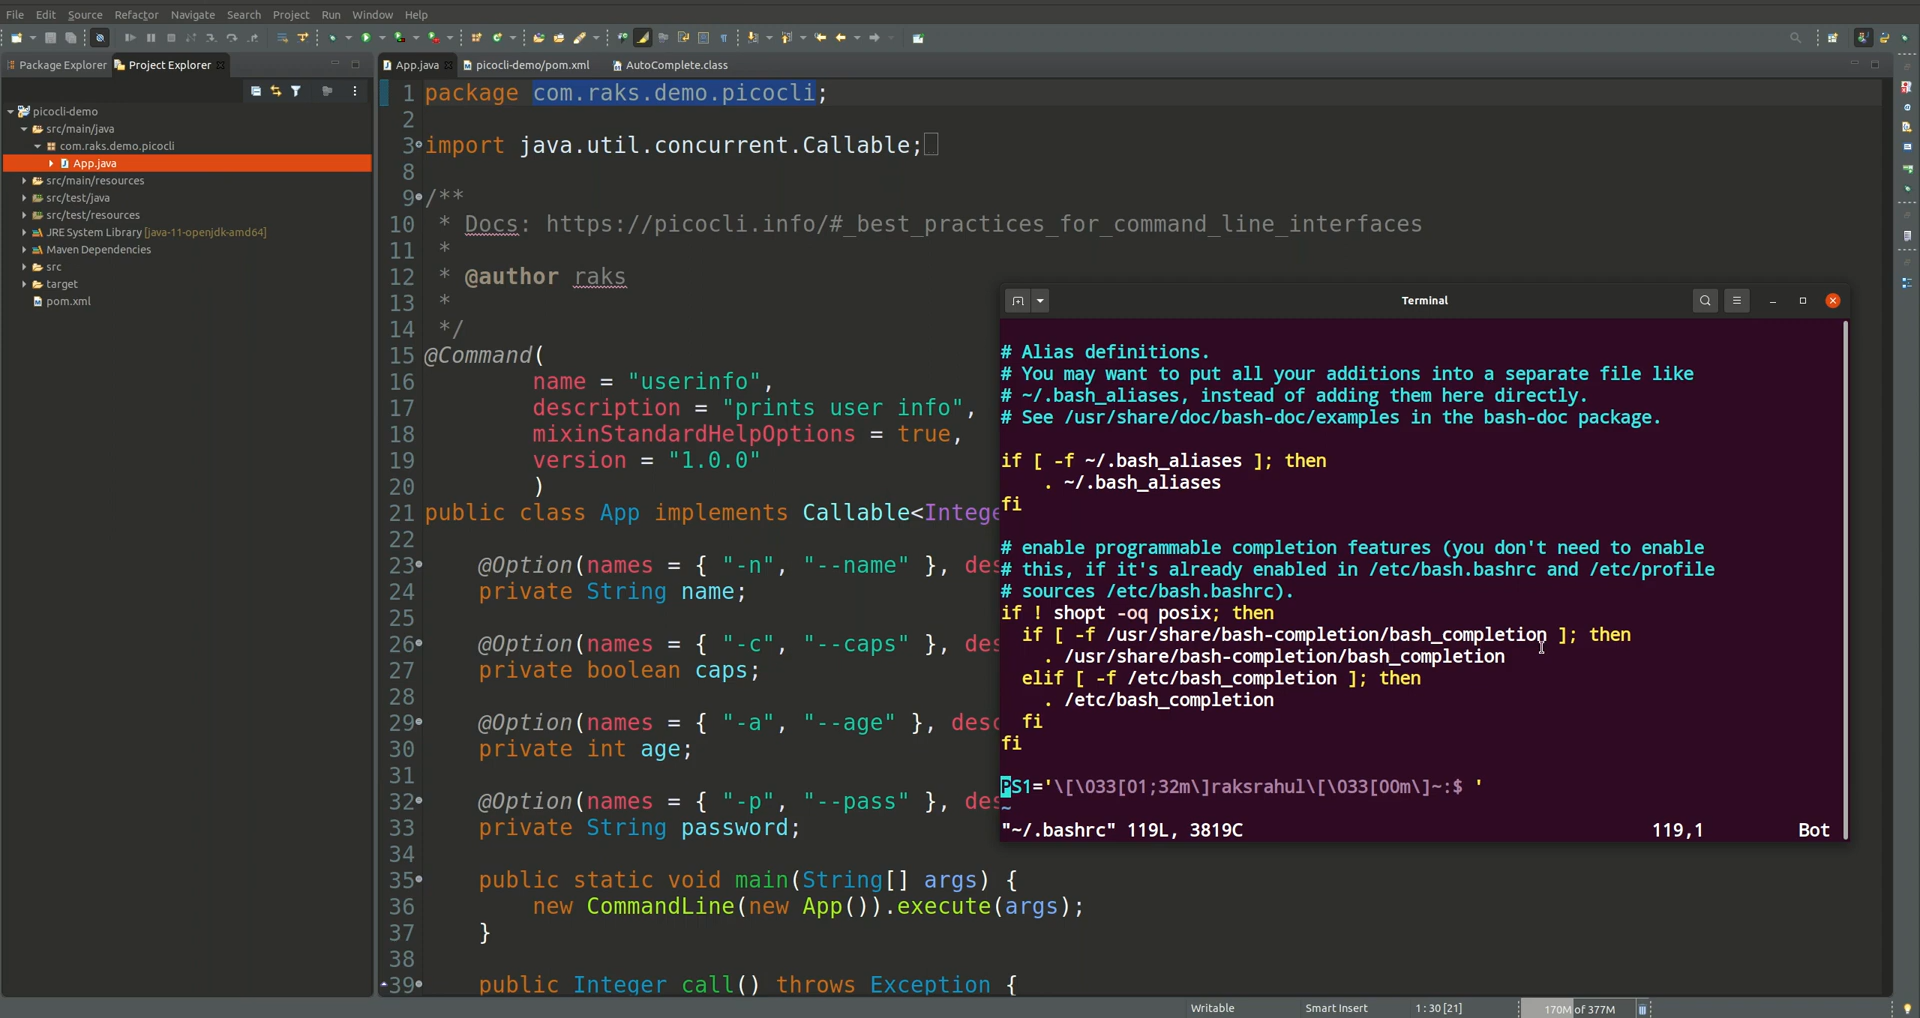 File Edit Source Refactor Navigate Search Project Run Window Help
Package Explorer Project Explorer
picocli-demo
src/main/java
com.raks.demo.picocli
App.java
src/main/resources
src/test/java
src/test/resources
JRE System Library [java-11-openjdk-amd64]
Maven Dependencies
src
target
pom.xml
App.java picocli-demo/pom.xml AutoComplete.class
1 package com.raks.demo.picocli;
2
3 import java.util.concurrent.Callable;
8
9 /**
10 * Docs: https://picocli.info/#_best_practices_for_command_line_interfaces
11 *
12 * @author raks
13 *
14 */
15 @Command(
16 name = "userinfo",
17 description = "prints user info",
18 mixinStandardHelpOptions = true,
19 version = "1.0.0"
20 )
21 public class App implements Callable<Intege
22
23 @Option(names = { "-n", "--name" }, des
24 private String name;
25
26 @Option(names = { "-c", "--caps" }, des
27 private boolean caps;
28
29 @Option(names = { "-a", "--age" }, desc
30 private int age;
31
32 @Option(names = { "-p", "--pass" }, des
33 private String password;
34
35 public static void main(String[] args) {
36 new CommandLine(new App()).execute(args);
37 }
38
39 public Integer call() throws Exception {
Terminal
# Alias definitions.
# You may want to put all your additions into a separate file like
# ~/.bash_aliases, instead of adding them here directly.
# See /usr/share/doc/bash-doc/examples in the bash-doc package.
if [ -f ~/.bash_aliases ]; then
. ~/.bash_aliases
fi
# enable programmable completion features (you don't need to enable
# this, if it's already enabled in /etc/bash.bashrc and /etc/profile
# sources /etc/bash.bashrc).
if ! shopt -oq posix; then
if [ -f /usr/share/bash-completion/bash_completion ]; then
. /usr/share/bash-completion/bash_completion
elif [ -f /etc/bash_completion ]; then
. /etc/bash_completion
fi
fi
PS1='\[\033[01;32m\]raksrahul\[\033[00m\]~:$ '
~
"~/.bashrc" 119L, 3819C 119,1 Bot
Writable Smart Insert 1 : 30 [21] 170M of 377M